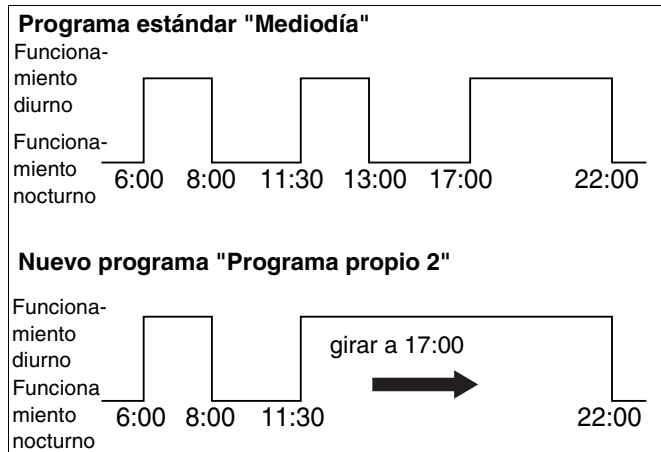 Programa estándar "Mediodía"
Funciona-
miento
diurno
Funciona-
miento
nocturno
6:00 8:00 11:30 13:00 17:00 22:00
Nuevo programa "Programa propio 2"
Funciona-
miento
diurno
girar a 17:00
Funciona
miento
nocturno
6:00 8:00 11:30 22:00